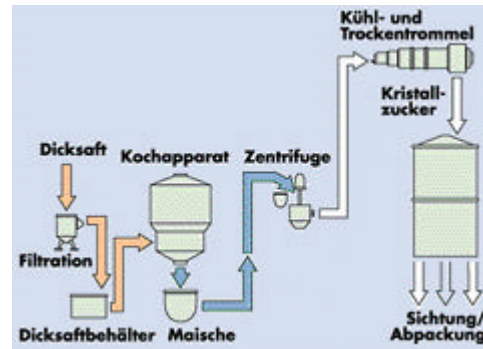 Kühl- und
Trockentrommel
Kristall-
zucker
Dicksaft
Kochapparat
Zentrifuge
Filtration
Dicksaftbehälter
Maische
Sichtung/
Abpackung